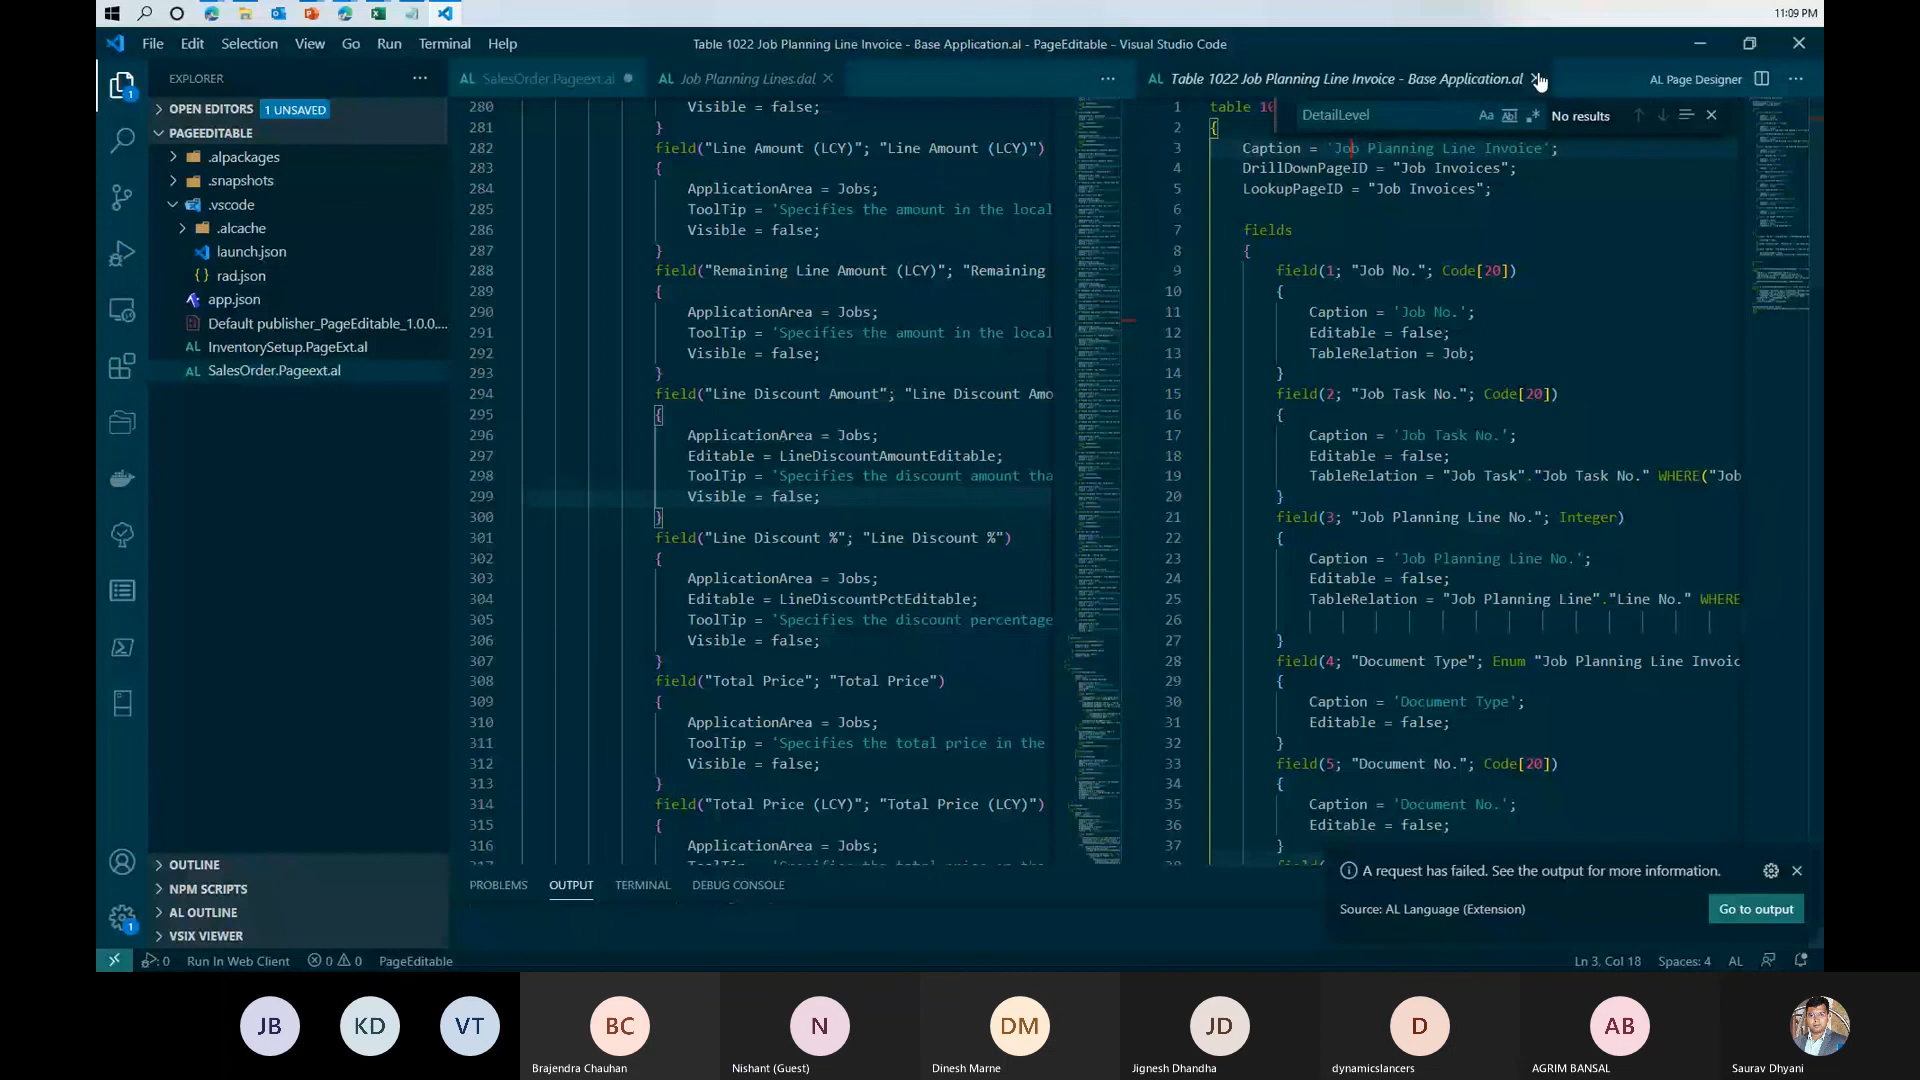 11:09 PM
File Edit Selection View Go Run Terminal Help
Table 1022 Job Planning Line Invoice - Base Application.al - PageEditable - Visual Studio Code
EXPLORER
AL SalesOrder.Pageext.al
AL Job Planning Lines.dal
AL Table 1022 Job Planning Line Invoice - Base Application.al
AL Page Designer
OPEN EDITORS 1 UNSAVED
PAGEEDITABLE
.alpackages
.snapshots
.vscode
.alcache
launch.json
{} rad.json
app.json
Default publisher_PageEditable_1.0.0....
AL InventorySetup.PageExt.al
AL SalesOrder.Pageext.al
OUTLINE
NPM SCRIPTS
AL OUTLINE
VSIX VIEWER
280 Visible = false;
281 }
282 field("Line Amount (LCY)"; "Line Amount (LCY)")
283 {
284 ApplicationArea = Jobs;
285 ToolTip = 'Specifies the amount in the local
286 Visible = false;
287 }
288 field("Remaining Line Amount (LCY)"; "Remaining
289 {
290 ApplicationArea = Jobs;
291 ToolTip = 'Specifies the amount in the local
292 Visible = false;
293 }
294 field("Line Discount Amount"; "Line Discount Amo
295 {
296 ApplicationArea = Jobs;
297 Editable = LineDiscountAmountEditable;
298 ToolTip = 'Specifies the discount amount tha
299 Visible = false;
300 }
301 field("Line Discount %"; "Line Discount %")
302 {
303 ApplicationArea = Jobs;
304 Editable = LineDiscountPctEditable;
305 ToolTip = 'Specifies the discount percentage
306 Visible = false;
307 }
308 field("Total Price"; "Total Price")
309 {
310 ApplicationArea = Jobs;
311 ToolTip = 'Specifies the total price in the
312 Visible = false;
313 }
314 field("Total Price (LCY)"; "Total Price (LCY)")
315 {
316 ApplicationArea = Jobs;
DetailLevel Aa No results
1 table 10
2 {
3 Caption = 'Job Planning Line Invoice';
4 DrillDownPageID = "Job Invoices";
5 LookupPageID = "Job Invoices";
6
7 fields
8 {
9 field(1; "Job No."; Code[20])
10 {
11 Caption = 'Job No.';
12 Editable = false;
13 TableRelation = Job;
14 }
15 field(2; "Job Task No."; Code[20])
16 {
17 Caption = 'Job Task No.';
18 Editable = false;
19 TableRelation = "Job Task"."Job Task No." WHERE("Job
20 }
21 field(3; "Job Planning Line No."; Integer)
22 {
23 Caption = 'Job Planning Line No.';
24 Editable = false;
25 TableRelation = "Job Planning Line"."Line No." WHERE
26
27 }
28 field(4; "Document Type"; Enum "Job Planning Line Invoic
29 {
30 Caption = 'Document Type';
31 Editable = false;
32 }
33 field(5; "Document No."; Code[20])
34 {
35 Caption = 'Document No.';
36 Editable = false;
37 }
PROBLEMS OUTPUT TERMINAL DEBUG CONSOLE
A request has failed. See the output for more information.
Source: AL Language (Extension)
Go to output
0 Run In Web Client 0 0 PageEditable
Ln 3, Col 18 Spaces: 4 AL
JB KD VT BC N DM JD D AB
Brajendra Chauhan Nishant (Guest) Dinesh Marne Jignesh Dhandha dynamicslancers AGRIM BANSAL Saurav Dhyani